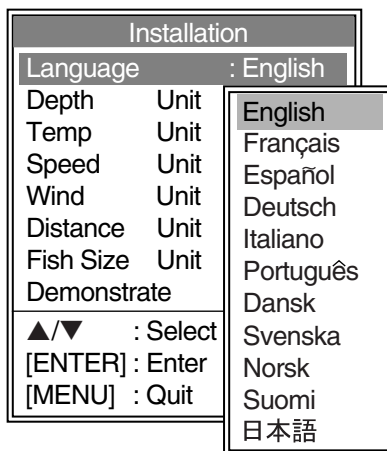 Installation
Language : English
Depth Unit
Temp Unit
Speed Unit
Wind Unit
Distance Unit
Fish Size Unit
Demonstrate
▲/▼ : Select
[ENTER] : Enter
[MENU] : Quit
English
Français
Español
Deutsch
Italiano
Português
Dansk
Svenska
Norsk
Suomi
日本語